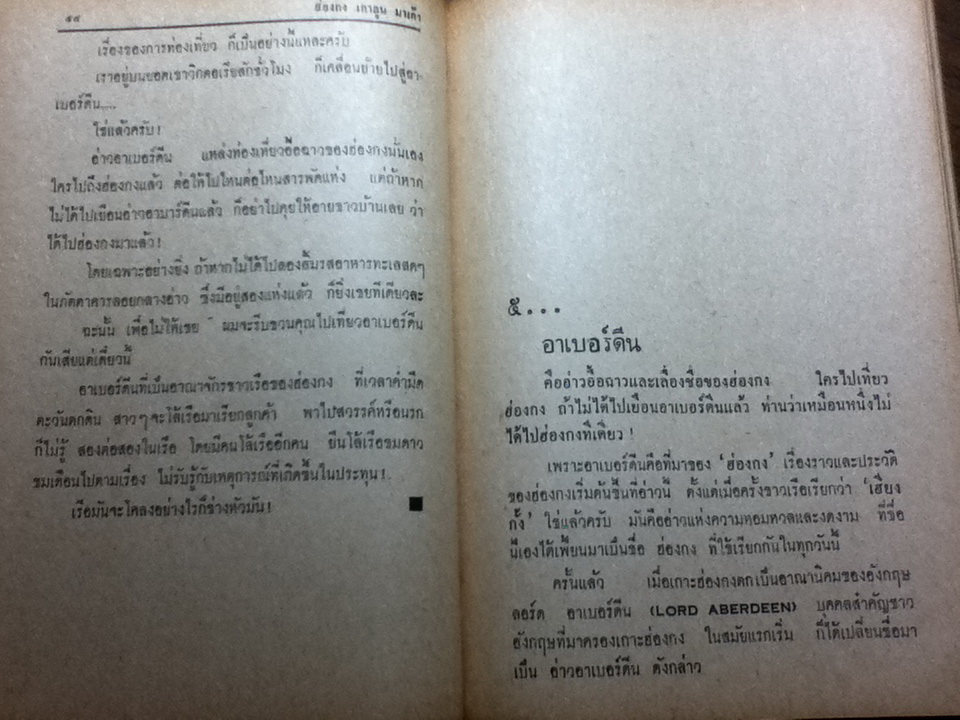 ๕๔
ฮ่องกง เกาลูน มาเก๊า
เรื่องของการท่องเที่ยว ก็เป็นอย่างนี้แหละครับ
เราอยู่บนยอดเขาวิคตอเรียสักชั่วโมง ก็เคลื่อนย้ายไปสู่อา-
เบอร์ดีน....
ใช่แล้วครับ!
อ่าวอาเบอร์ดีน แหล่งท่องเที่ยวอื้อฉาวของฮ่องกงนั่นเอง
ใครไปถึงฮ่องกงแล้ว ต่อให้ไปไหนต่อไหนสารพัดแห่ง แต่ถ้าหาก
ไม่ได้ไปเยือนอ่าวอาบาร์ดีนแล้ว ก็อย่าไปคุยให้อายชาวบ้านเลย ว่า
ได้ไปฮ่องกงมาแล้ว!
โดยเฉพาะอย่างยิ่ง ถ้าหากไม่ได้ไปลองลิ้มรสอาหารทะเลสดๆ
ในภัตตาคารลอยกลางอ่าว ซึ่งมีอยู่สองแห่งแล้ว ก็ยิ่งเชยทีเดียวละ
ฉะนั้น เพื่อไม่ให้เชย ผมจะรีบชวนคุณไปเที่ยวอาเบอร์ดีน
กันเสียแต่เดี๋ยวนี้
อาเบอร์ดีนที่เป็นอาณาจักรชาวเรือของฮ่องกง ที่เวลาค่ำมืด
ตะวันตกดิน สาวๆจะโล้เรือมาเรียกลูกค้า พาไปสวรรค์หรือนรก
ก็ไม่รู้ สองต่อสองในเรือ โดยมีคนโล้เรืออีกคน ยืนโล้เรือชมดาว
ชมเดือนไปตามเรื่อง ไม่รับรู้กับเหตุการณ์ที่เกิดขึ้นในประทุน!
เรือมันจะโคลงอย่างไรก็ช่างหัวมัน!
๕...
อาเบอร์ดีน
คืออ่าวอื้อฉาวและเลื่องชื่อของฮ่องกง ใครไปเที่ยว
ฮ่องกง ถ้าไม่ได้ไปเยือนอาเบอร์ดีนแล้ว ท่านว่าเหมือนหนึ่งไม่
ได้ไปฮ่องกงทีเดียว!
เพราะอาเบอร์ดีนคือที่มาของ ‘ฮ่องกง’ เรื่องราวและประวัติ
ของฮ่องกงเริ่มต้นขึ้นที่อ่าวนี้ ตั้งแต่เมื่อครั้งชาวเรือเรียกว่า ‘เฮียง
กั้ง’ ใช่แล้วครับ มันคืออ่าวแห่งความหอมหวลและงดงาม ที่ชื่อ
นี้เองได้เพี้ยนมาเป็นชื่อ ฮ่องกง ที่ใช้เรียกกันในทุกวันนี้
ครั้นแล้ว เมื่อเกาะฮ่องกงตกเป็นอาณานิคมของอังกฤษ
ลอร์ด อาเบอร์ดีน (LORD ABERDEEN) บุคคลสำคัญชาว
อังกฤษที่มาครองเกาะฮ่องกง ในสมัยแรกเริ่ม ก็ได้เปลี่ยนชื่อมา
เป็น อ่าวอาเบอร์ดีน ดังกล่าว